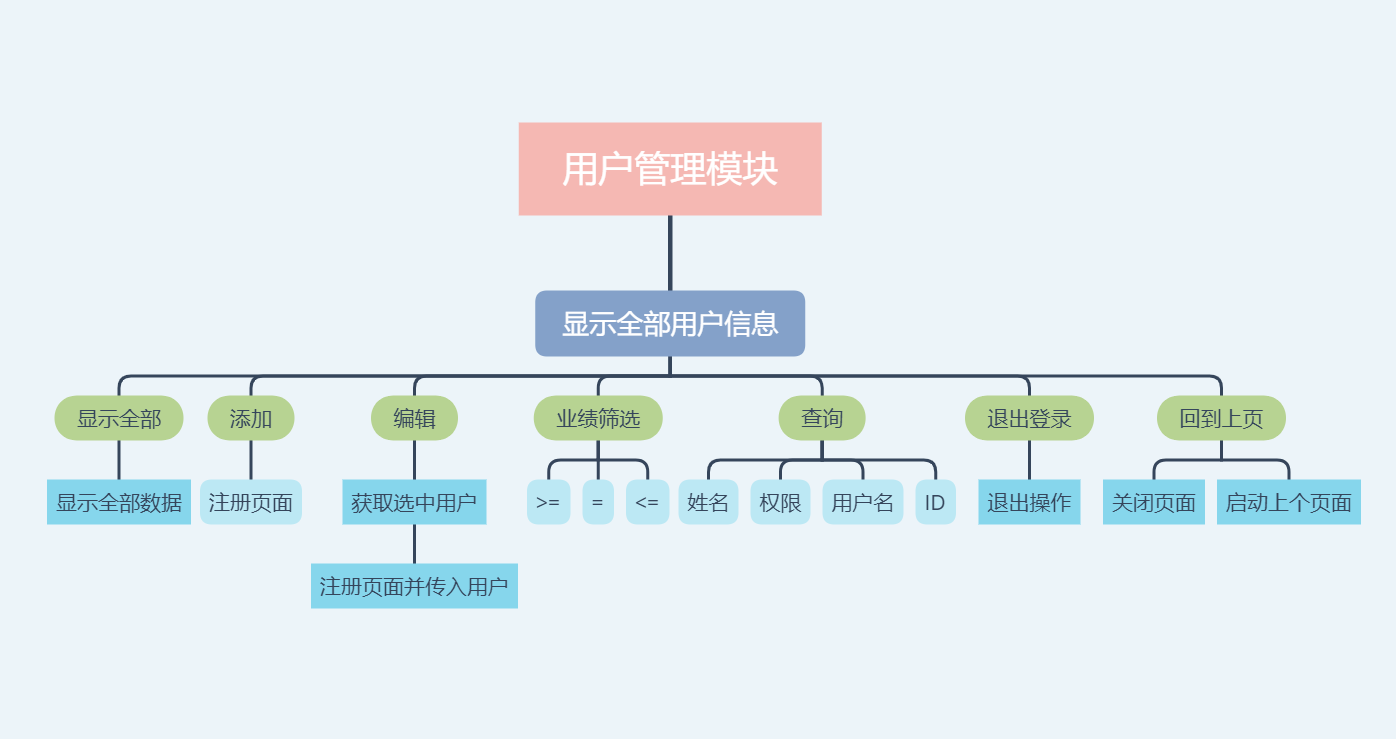 用户管理模块
显示全部用户信息
显示全部
添加
编辑
业绩筛选
查询
退出登录
回到上页
显示全部数据
注册页面
获取选中用户
>=
=
<=
姓名
权限
用户名
ID
退出操作
关闭页面
启动上个页面
注册页面并传入用户